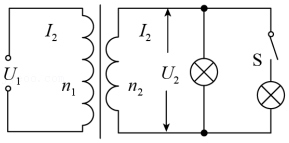 I₂ I₂
U₁ U₂ S
n₁ n₂